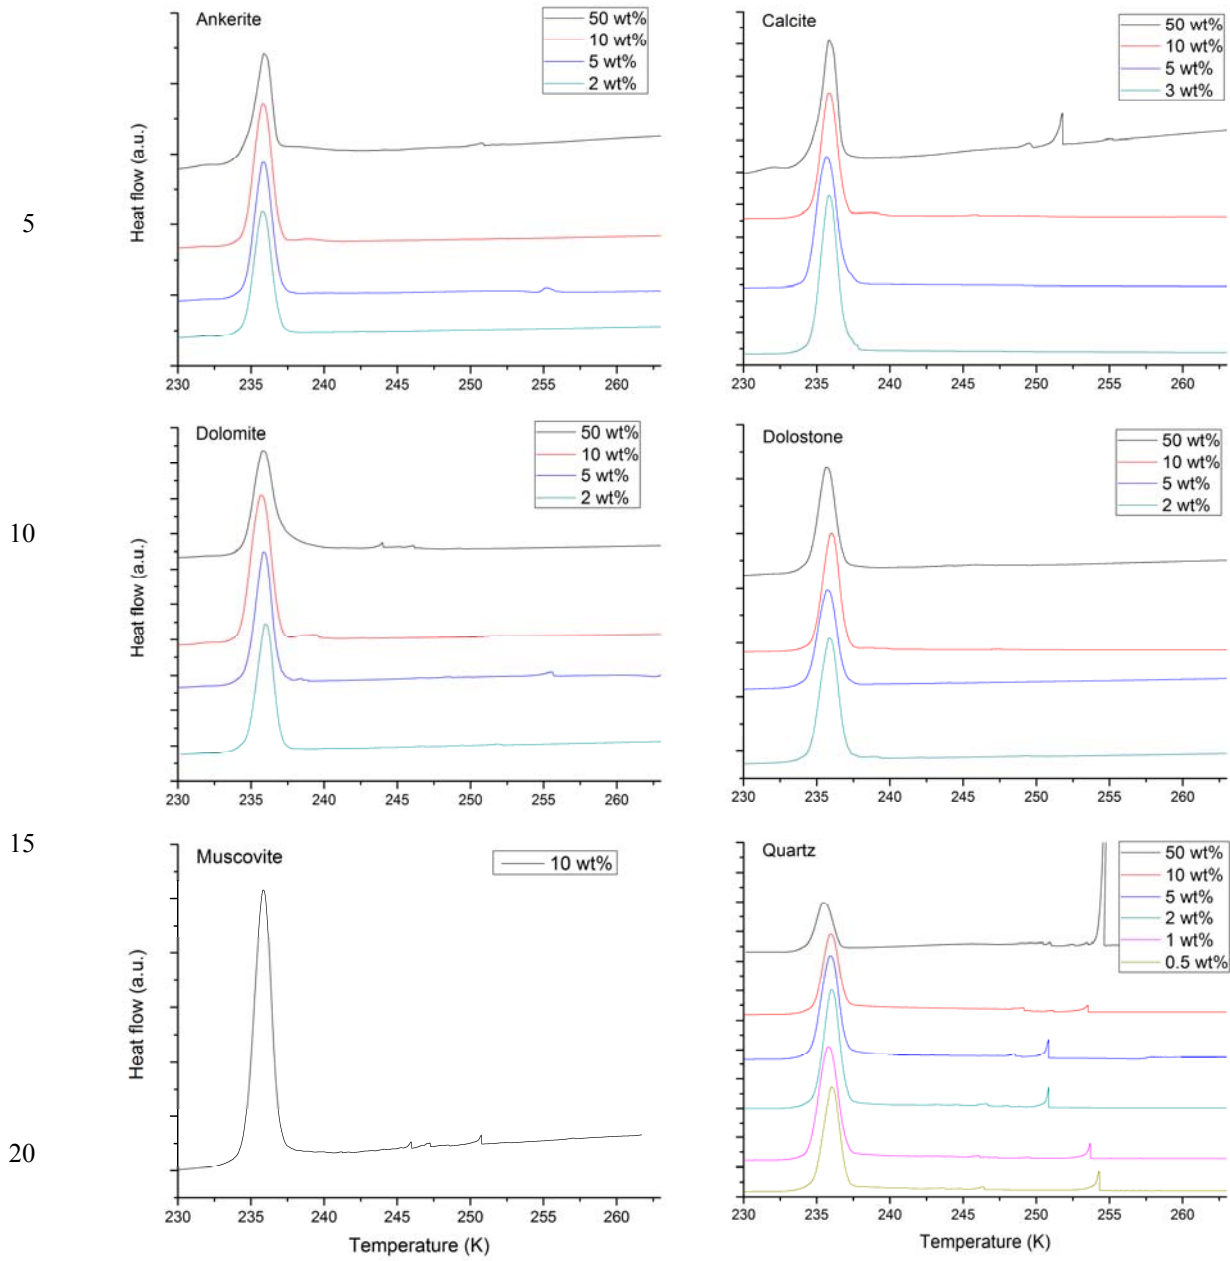 Ankerite
50 wt%
10 wt%
5 wt%
2 wt%
Heat flow (a.u.)
230 235 240 245 250 255 260
Calcite
50 wt%
10 wt%
5 wt%
3 wt%
230 235 240 245 250 255 260
5
Dolomite
50 wt%
10 wt%
5 wt%
2 wt%
Heat flow (a.u.)
230 235 240 245 250 255 260
Dolostone
50 wt%
10 wt%
5 wt%
2 wt%
230 235 240 245 250 255 260
10
15
Muscovite
10 wt%
Heat flow (a.u.)
230 235 240 245 250 255 260
Temperature (K)
Quartz
50 wt%
10 wt%
5 wt%
2 wt%
1 wt%
0.5 wt%
230 235 240 245 250 255 260
Temperature (K)
20